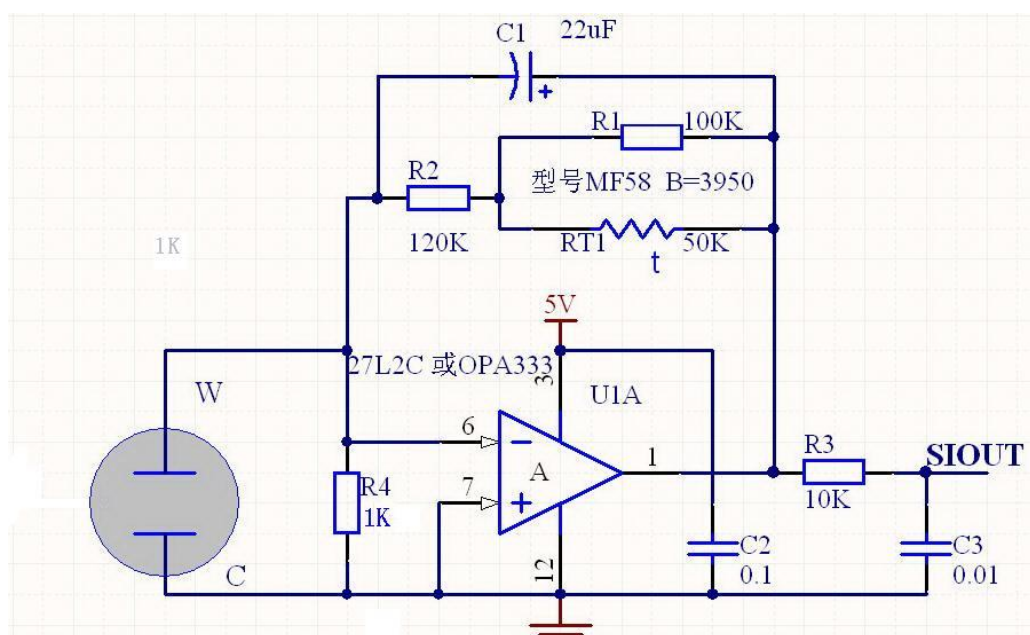 C1 22uF
R1 100K
R2
型号MF58 B=3950
120K
RT1 50K
t
1K
5V
27L2C 或OPA333
3
U1A
W
6
A
1
R3
SIOUT
R4
1K
7
10K
C
12
C2
0.1
C3
0.01